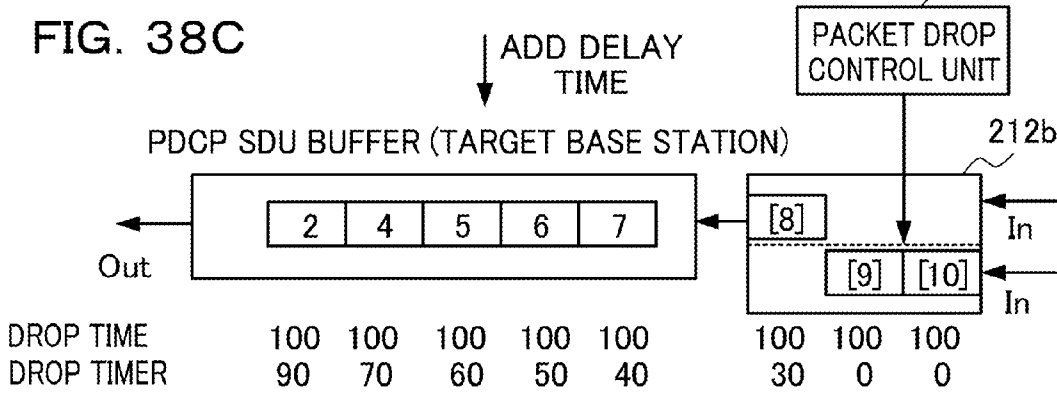 FIG. 38C
ADD DELAY
TIME
PACKET DROP
CONTROL UNIT
PDCP SDU BUFFER (TARGET BASE STATION)
212b
2 4 5 6 7
[8]
In
[9] [10]
Out
In
DROP TIME 100 100 100 100 100 100 100 100
DROP TIMER 90 70 60 50 40 30 0 0